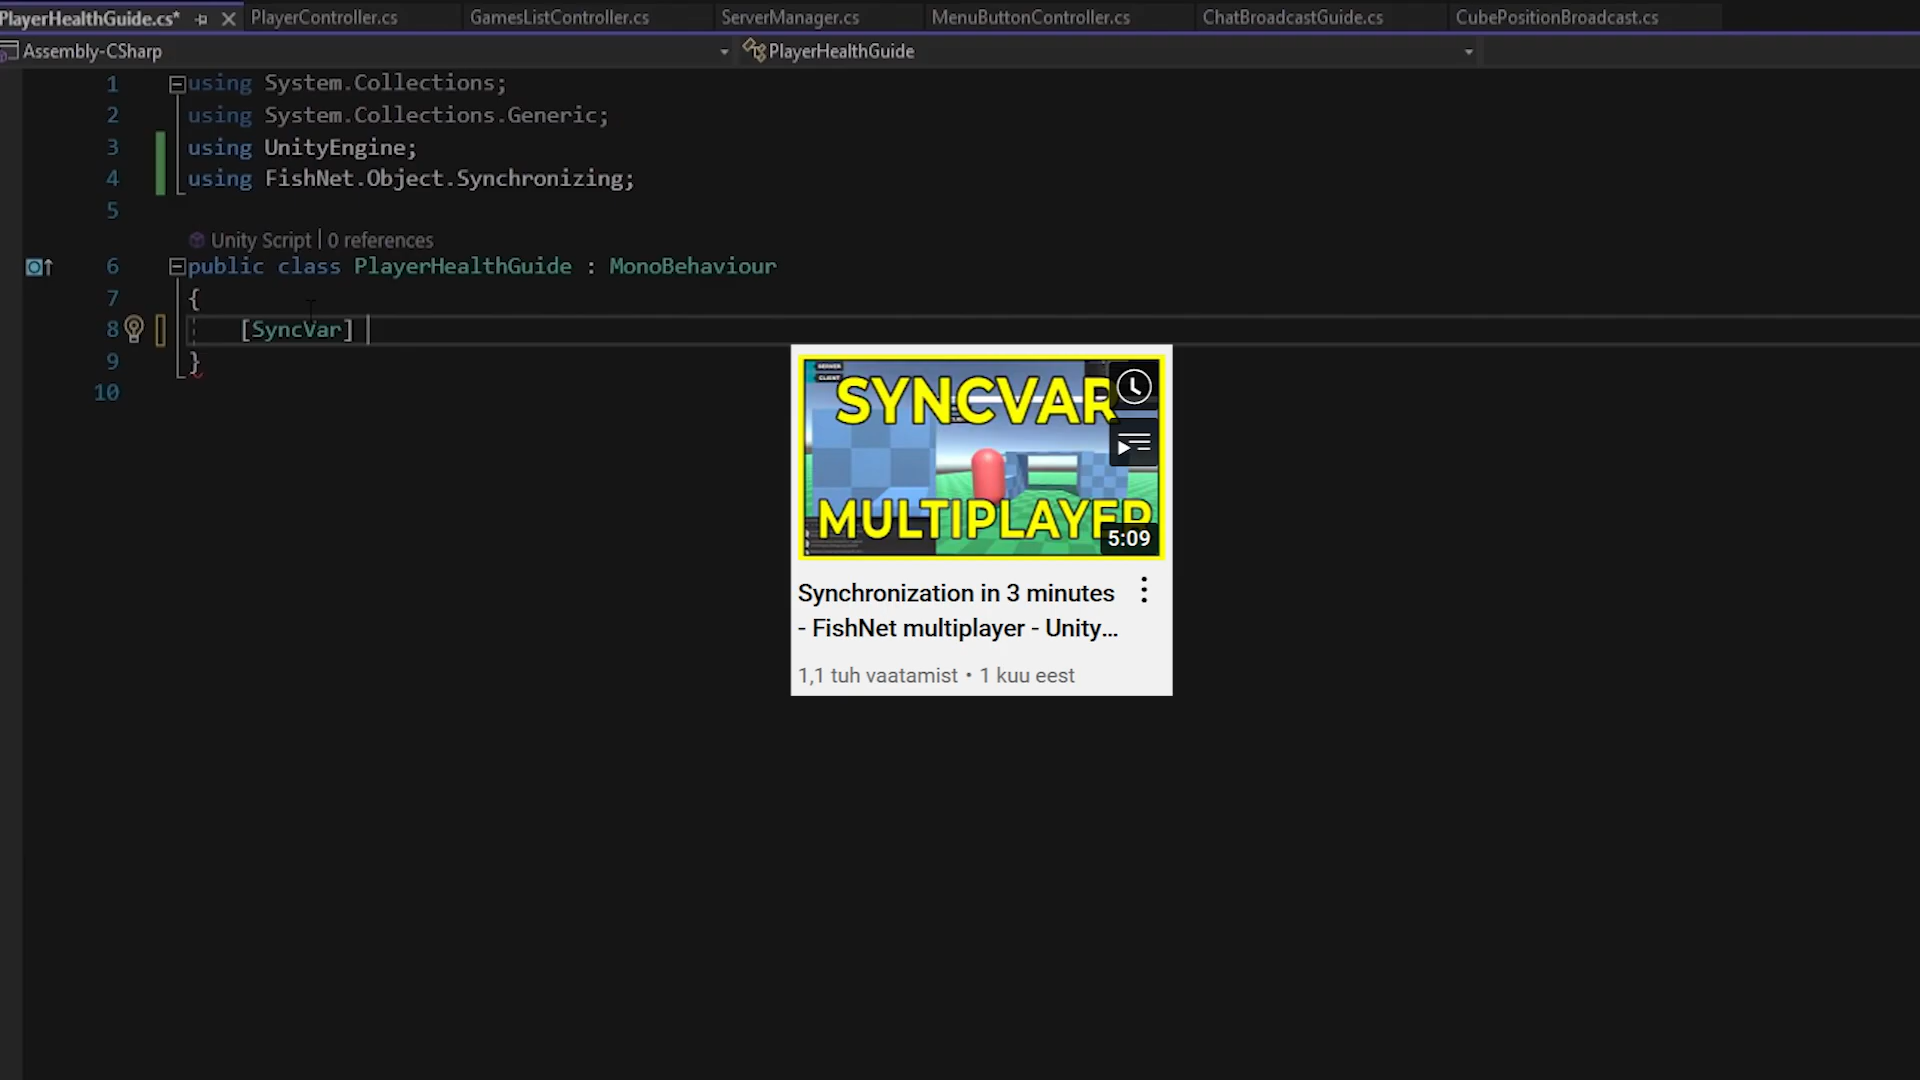 PlayerHealthGuide.cs*
PlayerController.cs
GamesListController.cs
ServerManager.cs
MenuButtonController.cs
ChatBroadcastGuide.cs
CubePositionBroadcast.cs
Assembly-CSharp
PlayerHealthGuide
1 using System.Collections;
2 using System.Collections.Generic;
3 using UnityEngine;
4 using FishNet.Object.Synchronizing;
5
Unity Script | 0 references
6 public class PlayerHealthGuide : MonoBehaviour
7 {
8 [SyncVar]
9 }
10
SERVER
CLIENT
SYNCVAR
MULTIPLAYER
5:09
Synchronization in 3 minutes
- FishNet multiplayer - Unity...
1,1 tuh vaatamist • 1 kuu eest